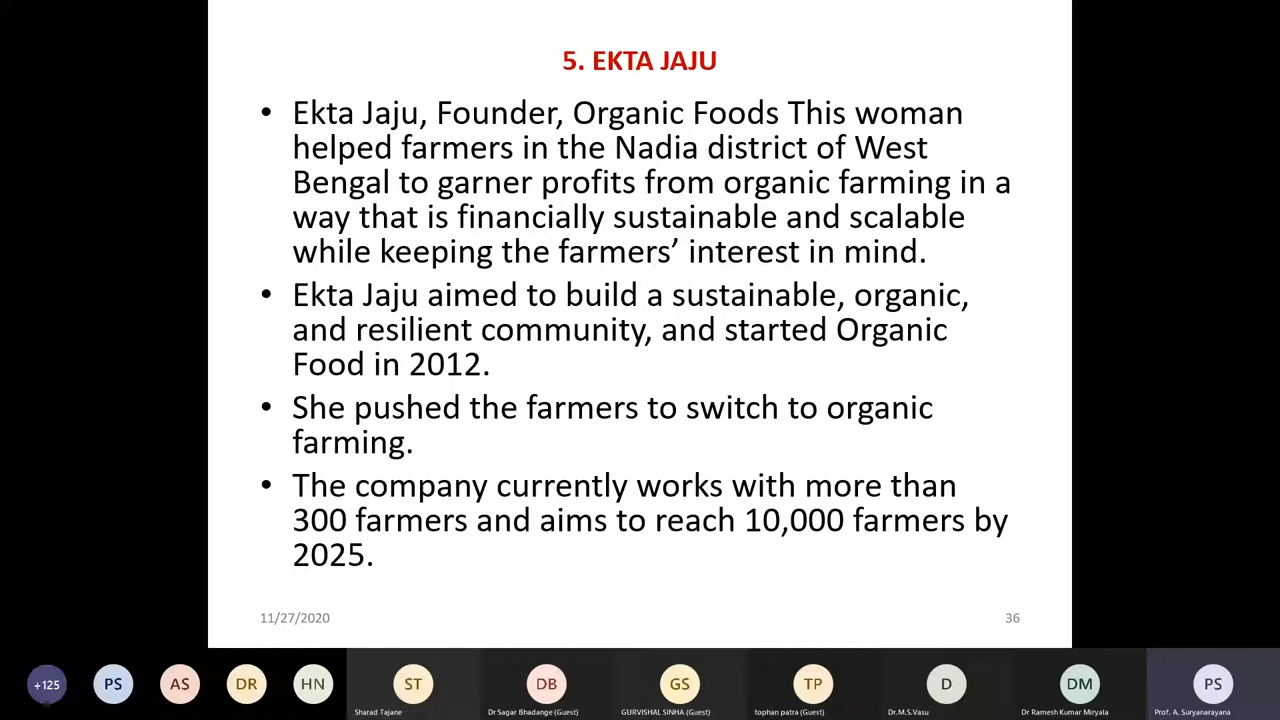 5. EKTA JAJU
• Ekta Jaju, Founder, Organic Foods This woman
helped farmers in the Nadia district of West
Bengal to garner profits from organic farming in a
way that is financially sustainable and scalable
while keeping the farmers’ interest in mind.
• Ekta Jaju aimed to build a sustainable, organic,
and resilient community, and started Organic
Food in 2012.
• She pushed the farmers to switch to organic
farming.
• The company currently works with more than
300 farmers and aims to reach 10,000 farmers by
2025.
11/27/2020 36
+125 PS AS DR HN ST DB GS TP D DM PS
Sharad Tajane Dr Sagar Bhadange (Guest) GURVISHAL SINHA (Guest) tophan patra (Guest) Dr.M.S.Vasu Dr Ramesh Kumar Miryala Prof. A. Suryanarayana